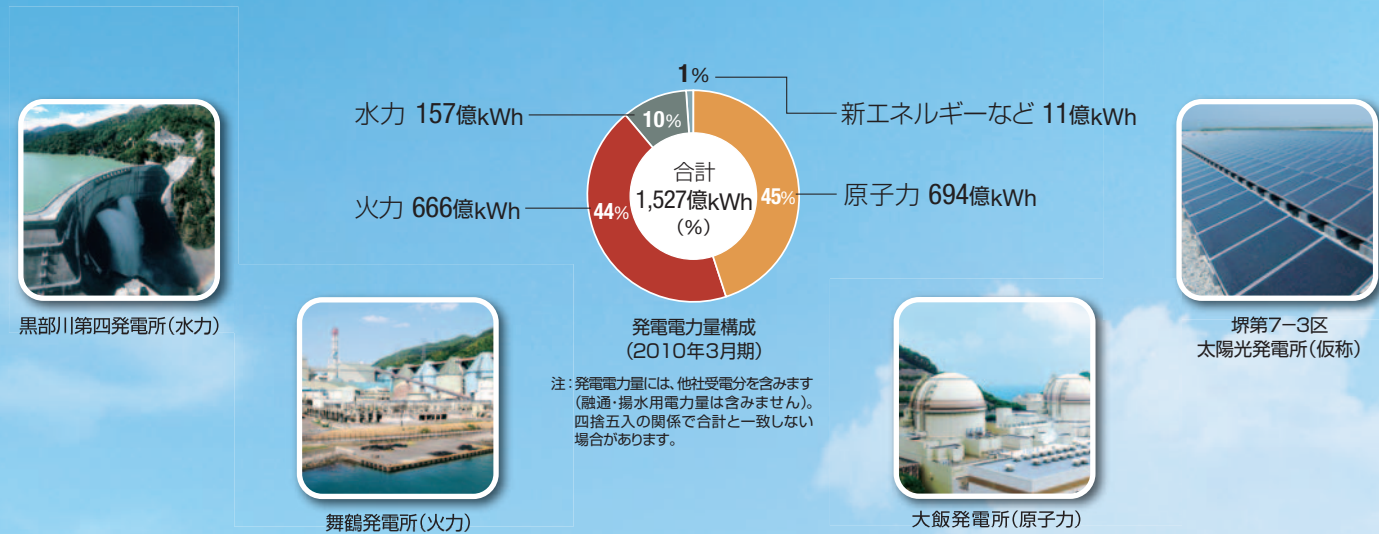 1%
水力 157億kWh
10%
新エネルギーなど 11億kWh
合計
1,527億kWh
(%)
火力 666億kWh
44%
45%
原子力 694億kWh
黒部川第四発電所(水力)
発電電力量構成
(2010年3月期)
堺第7-3区
太陽光発電所(仮称)
注:発電電力量には、他社受電分を含みます
(融通・揚水用電力量は含みません)。
四捨五入の関係で合計と一致しない
場合があります。
舞鶴発電所(火力)
大飯発電所(原子力)